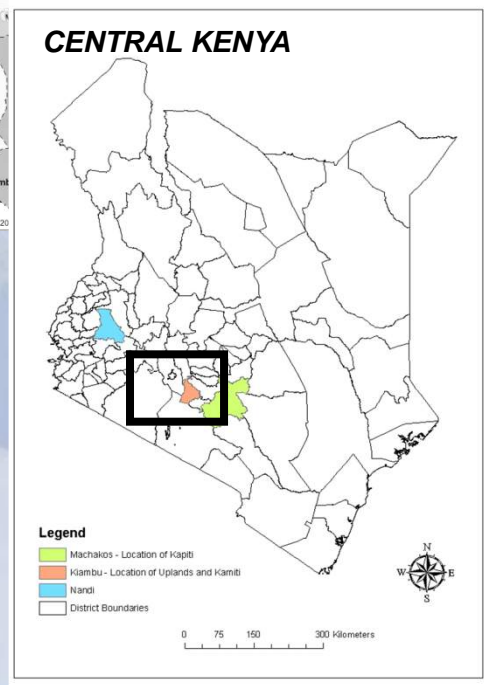 CENTRAL KENYA
Legend
Machakos - Location of Kapiti
Kiambu - Location of Uplands and Kamiti
Nandi
District Boundaries
N
W E
S
0 75 150 300 Kilometers